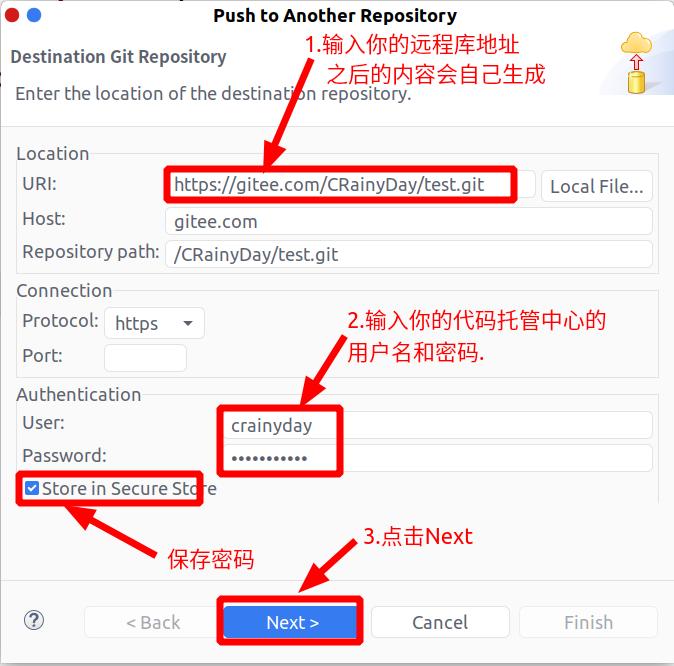 Push to Another Repository
1.输入你的远程库地址
Destination Git Repository
之后的内容会自己生成
Enter the location of the destination repository.
Location
URI: https://gitee.com/CRainyDay/test.git Local File...
Host: gitee.com
Repository path: /CRainyDay/test.git
Connection
Protocol: https
2.输入你的代码托管中心的
用户名和密码.
Port:
Authentication
User: crainyday
Password: •••••••••••
Store in Secure Store
3.点击Next
保存密码
? < Back Next > Cancel Finish